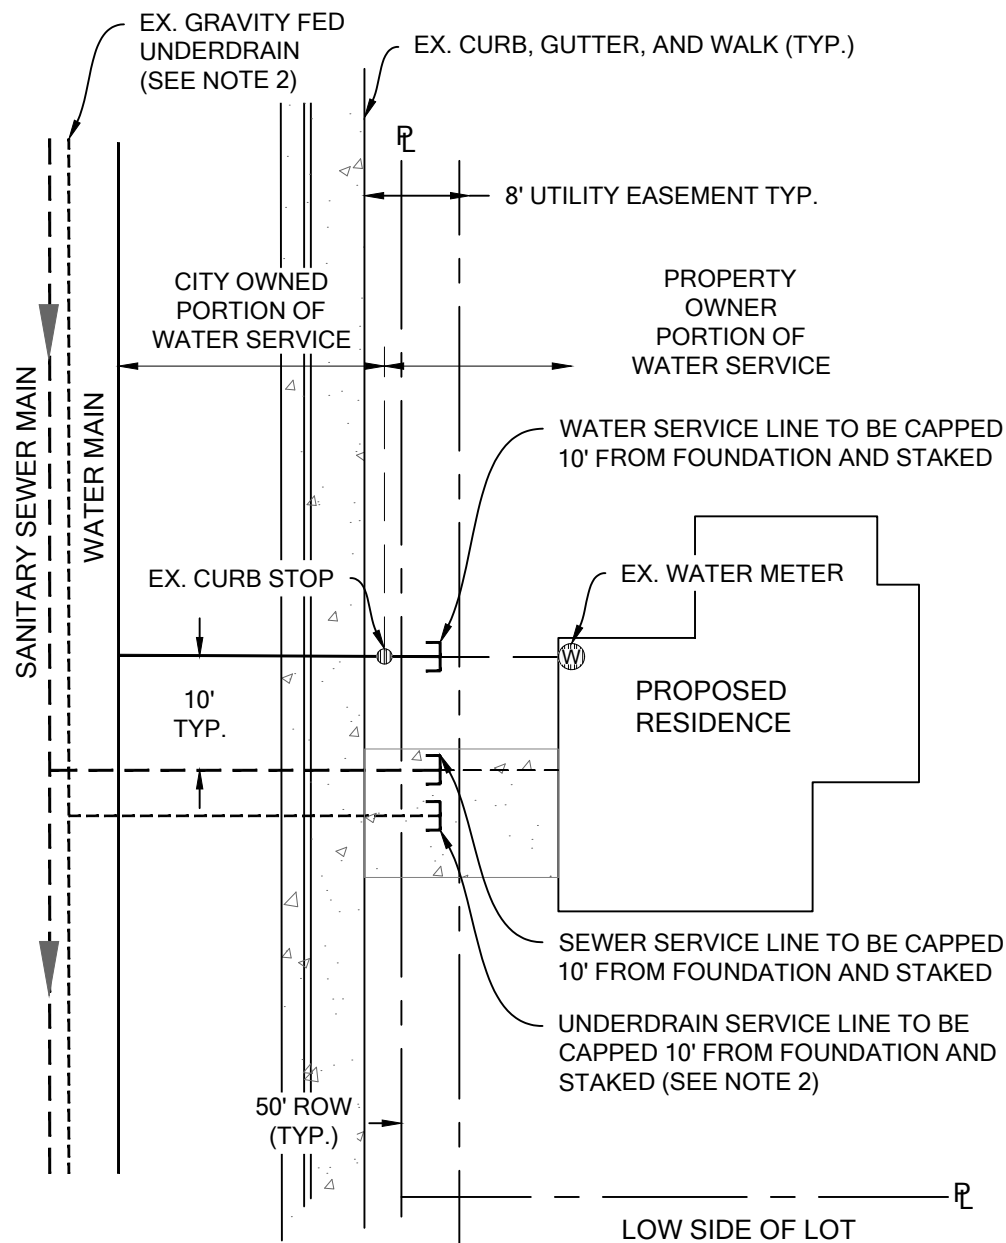 EX. GRAVITY FED
UNDERDRAIN
(SEE NOTE 2)
EX. CURB, GUTTER, AND WALK (TYP.)
PL
8' UTILITY EASEMENT TYP.
CITY OWNED
PORTION OF
WATER SERVICE
PROPERTY
OWNER
PORTION OF
WATER SERVICE
SANITARY SEWER MAIN
WATER MAIN
WATER SERVICE LINE TO BE CAPPED
10' FROM FOUNDATION AND STAKED
EX. CURB STOP
EX. WATER METER
W
10'
TYP.
PROPOSED
RESIDENCE
SEWER SERVICE LINE TO BE CAPPED
10' FROM FOUNDATION AND STAKED
UNDERDRAIN SERVICE LINE TO BE
CAPPED 10' FROM FOUNDATION AND
STAKED (SEE NOTE 2)
50' ROW
(TYP.)
PL
LOW SIDE OF LOT